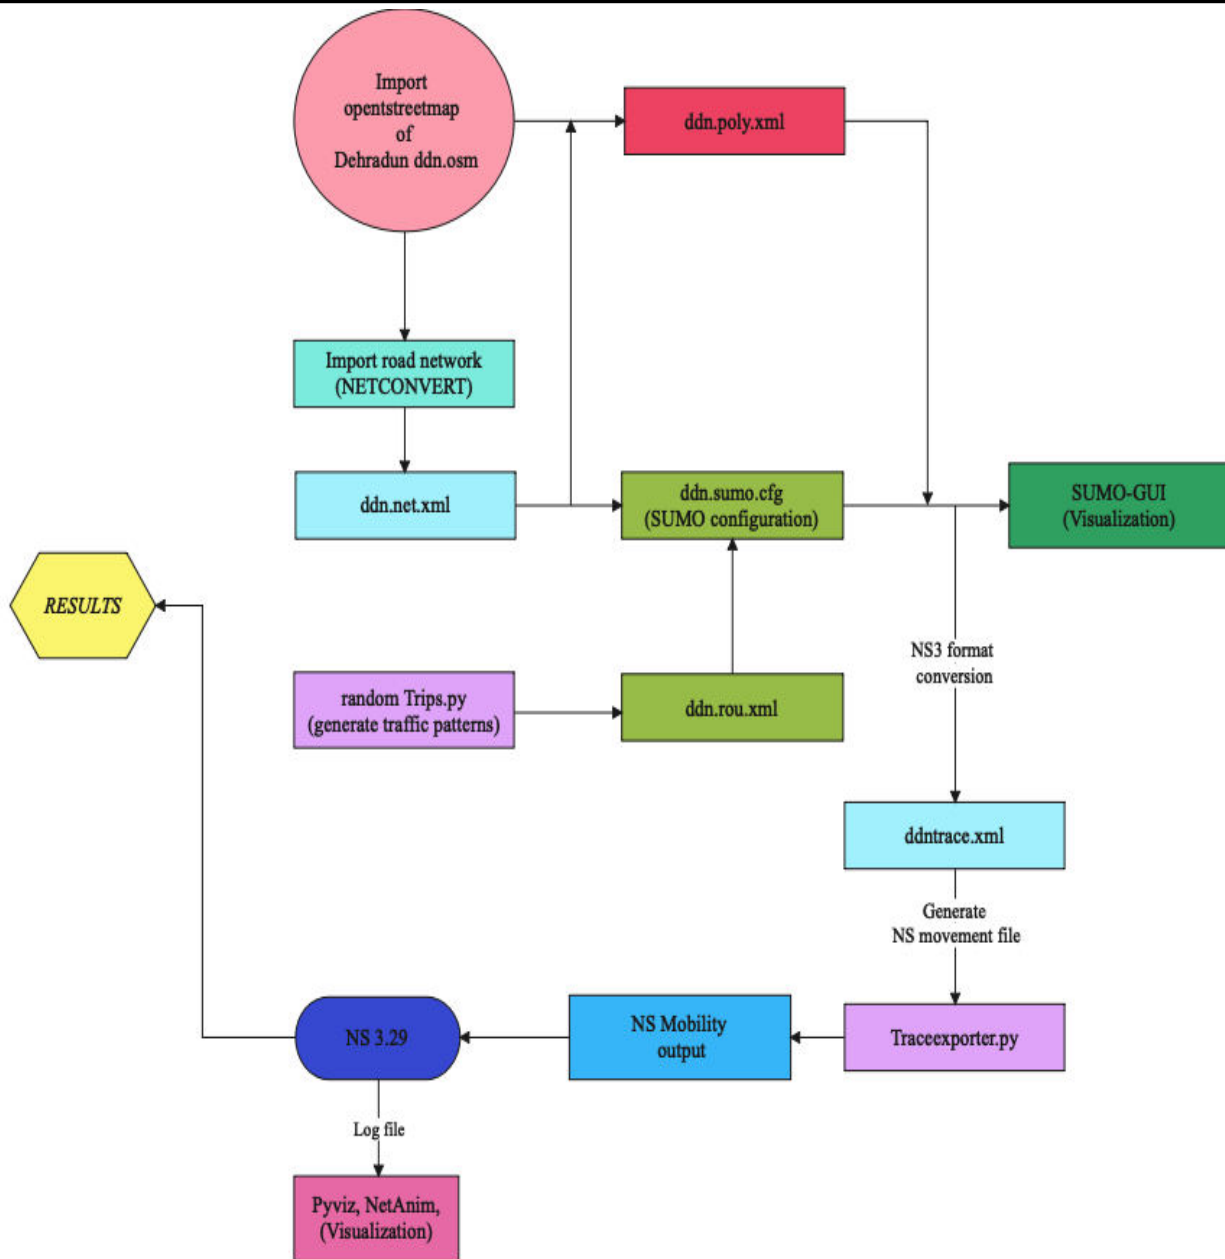 Import
opentstreetmap
of
Dehradun ddn.osm
ddn.poly.xml
Import road network
(NETCONVERT)
ddn.net.xml
ddn.sumo.cfg
(SUMO configuration)
SUMO-GUI
(Visualization)
RESULTS
NS3 format
conversion
random Trips.py
(generate traffic patterns)
ddn.rou.xml
ddntrace.xml
Generate
NS movement file
NS 3.29
NS Mobility
output
Traceexporter.py
Log file
Pyviz, NetAnim,
(Visualization)